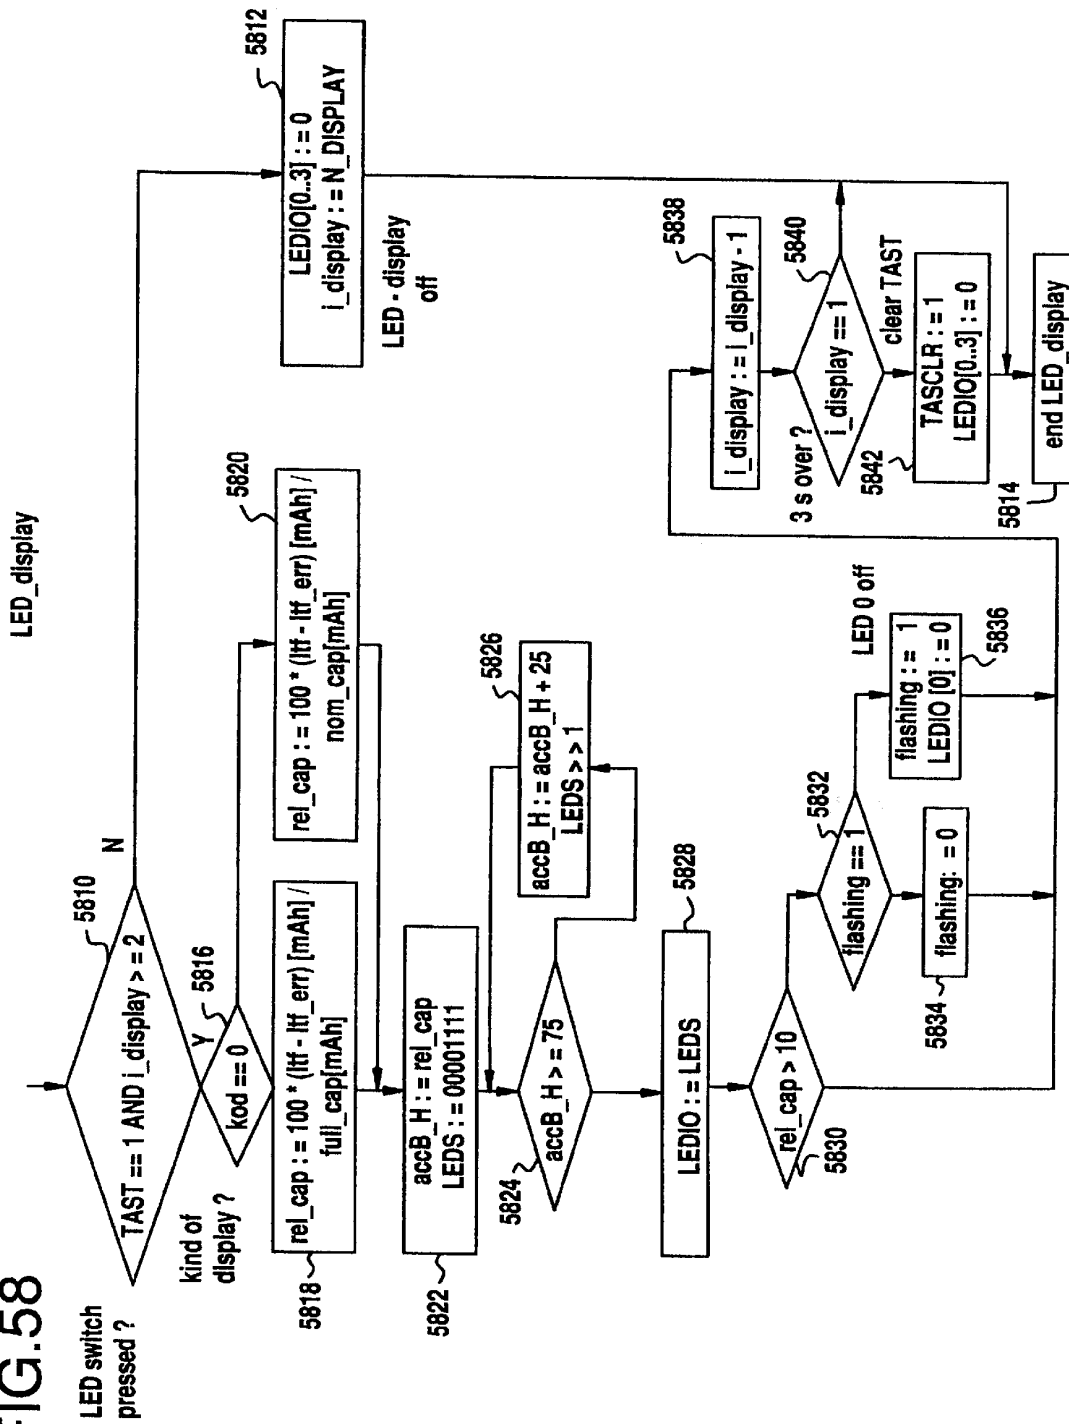 FIG.58
LED_display
LED switch
pressed ?
5810
TAST == 1 AND i_display > = 2
N
Y
5812
LEDIO[0..3] : = 0
i_display : = N_DISPLAY
LED - display
off
kind of
display ?
5816
kod == 0
5818
rel_cap : = 100 * (Itf - Itf_err) [mAh] /
full_cap[mAh]
5820
rel_cap : = 100 * (Itf - Itf_err) [mAh] /
nom_cap[mAh]
5822
accB_H : = rel_cap
LEDS : = 00001111
5824
accB_H > = 75
5826
accB_H : = accB_H + 25
LEDS > > 1
5828
LEDIO : = LEDS
5830
rel_cap > 10
5832
flashing == 1
5834
flashing: = 0
LED 0 off
flashing : = 1
LEDIO [0] : = 0
5836
5838
i_display : = i_display - 1
3 s over ?
5840
i_display == 1
clear TAST
5842
TASCLR : = 1
LEDIO[0..3] : = 0
5814
end LED_display